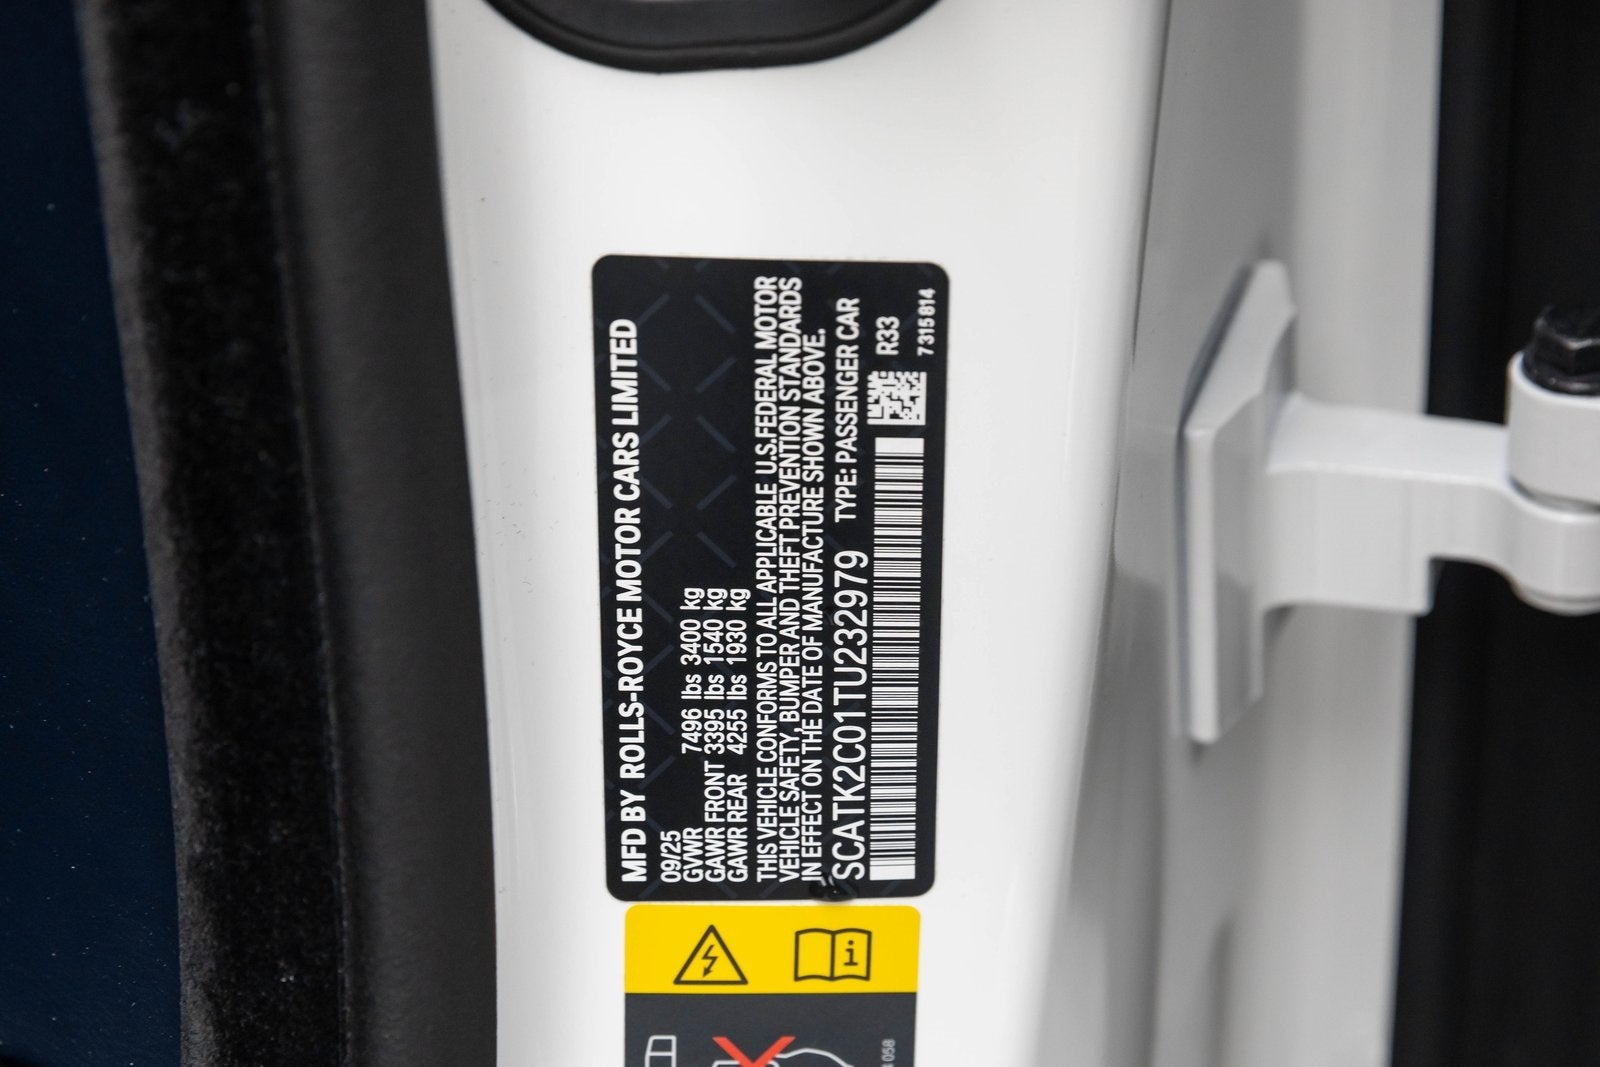 MFD BY ROLLS-ROYCE MOTOR CARS LIMITED
09/25
GVWR 7496 lbs 3400 kg
GAWR FRONT 3395 lbs 1540 kg
GAWR REAR 4255 lbs 1930 kg
THIS VEHICLE CONFORMS TO ALL APPLICABLE U.S.FEDERAL MOTOR
VEHICLE SAFETY, BUMPER AND THEFT PREVENTION STANDARDS
IN EFFECT ON THE DATE OF MANUFACTURE SHOWN ABOVE.
SCATK2C01TU232979 TYPE: PASSENGER CAR
R33
7315814
i